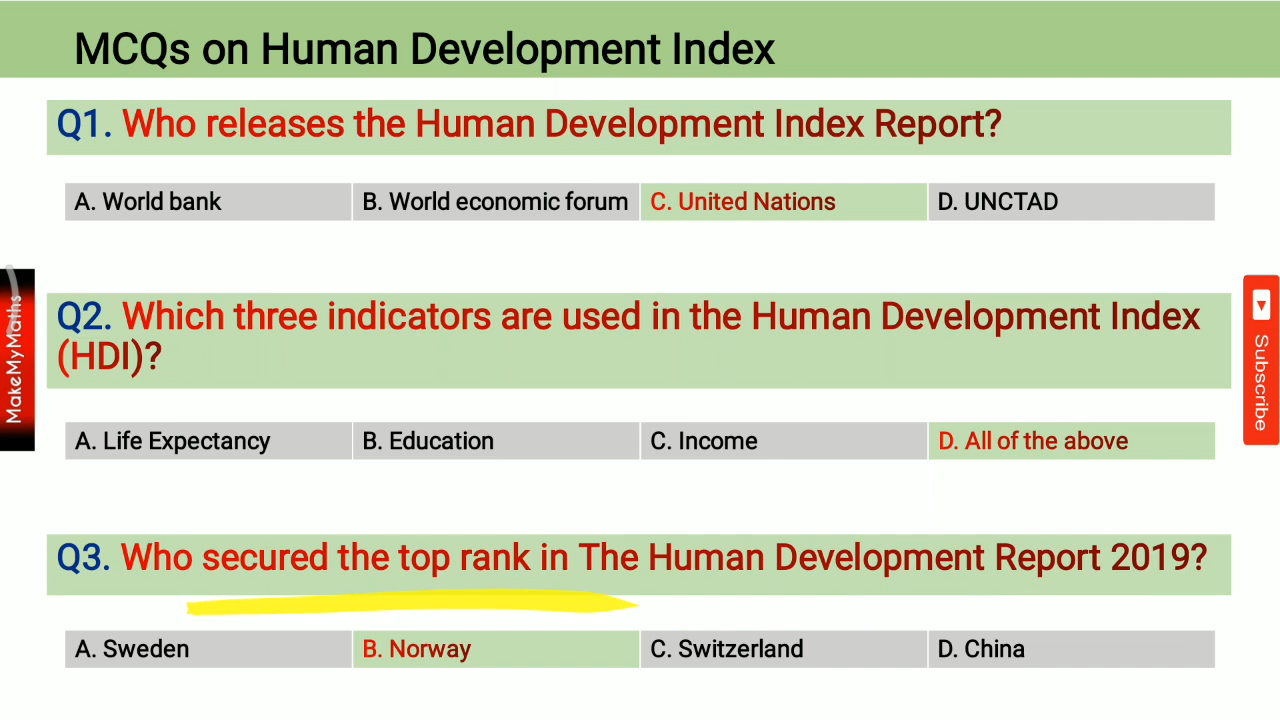 MCQs on Human Development Index
Q1. Who releases the Human Development Index Report?
A. World bank
B. World economic forum
C. United Nations
D. UNCTAD
Q2. Which three indicators are used in the Human Development Index
(HDI)?
A. Life Expectancy
B. Education
C. Income
D. All of the above
Q3. Who secured the top rank in The Human Development Report 2019?
A. Sweden
B. Norway
C. Switzerland
D. China
MakeMyMaths
Subscribe